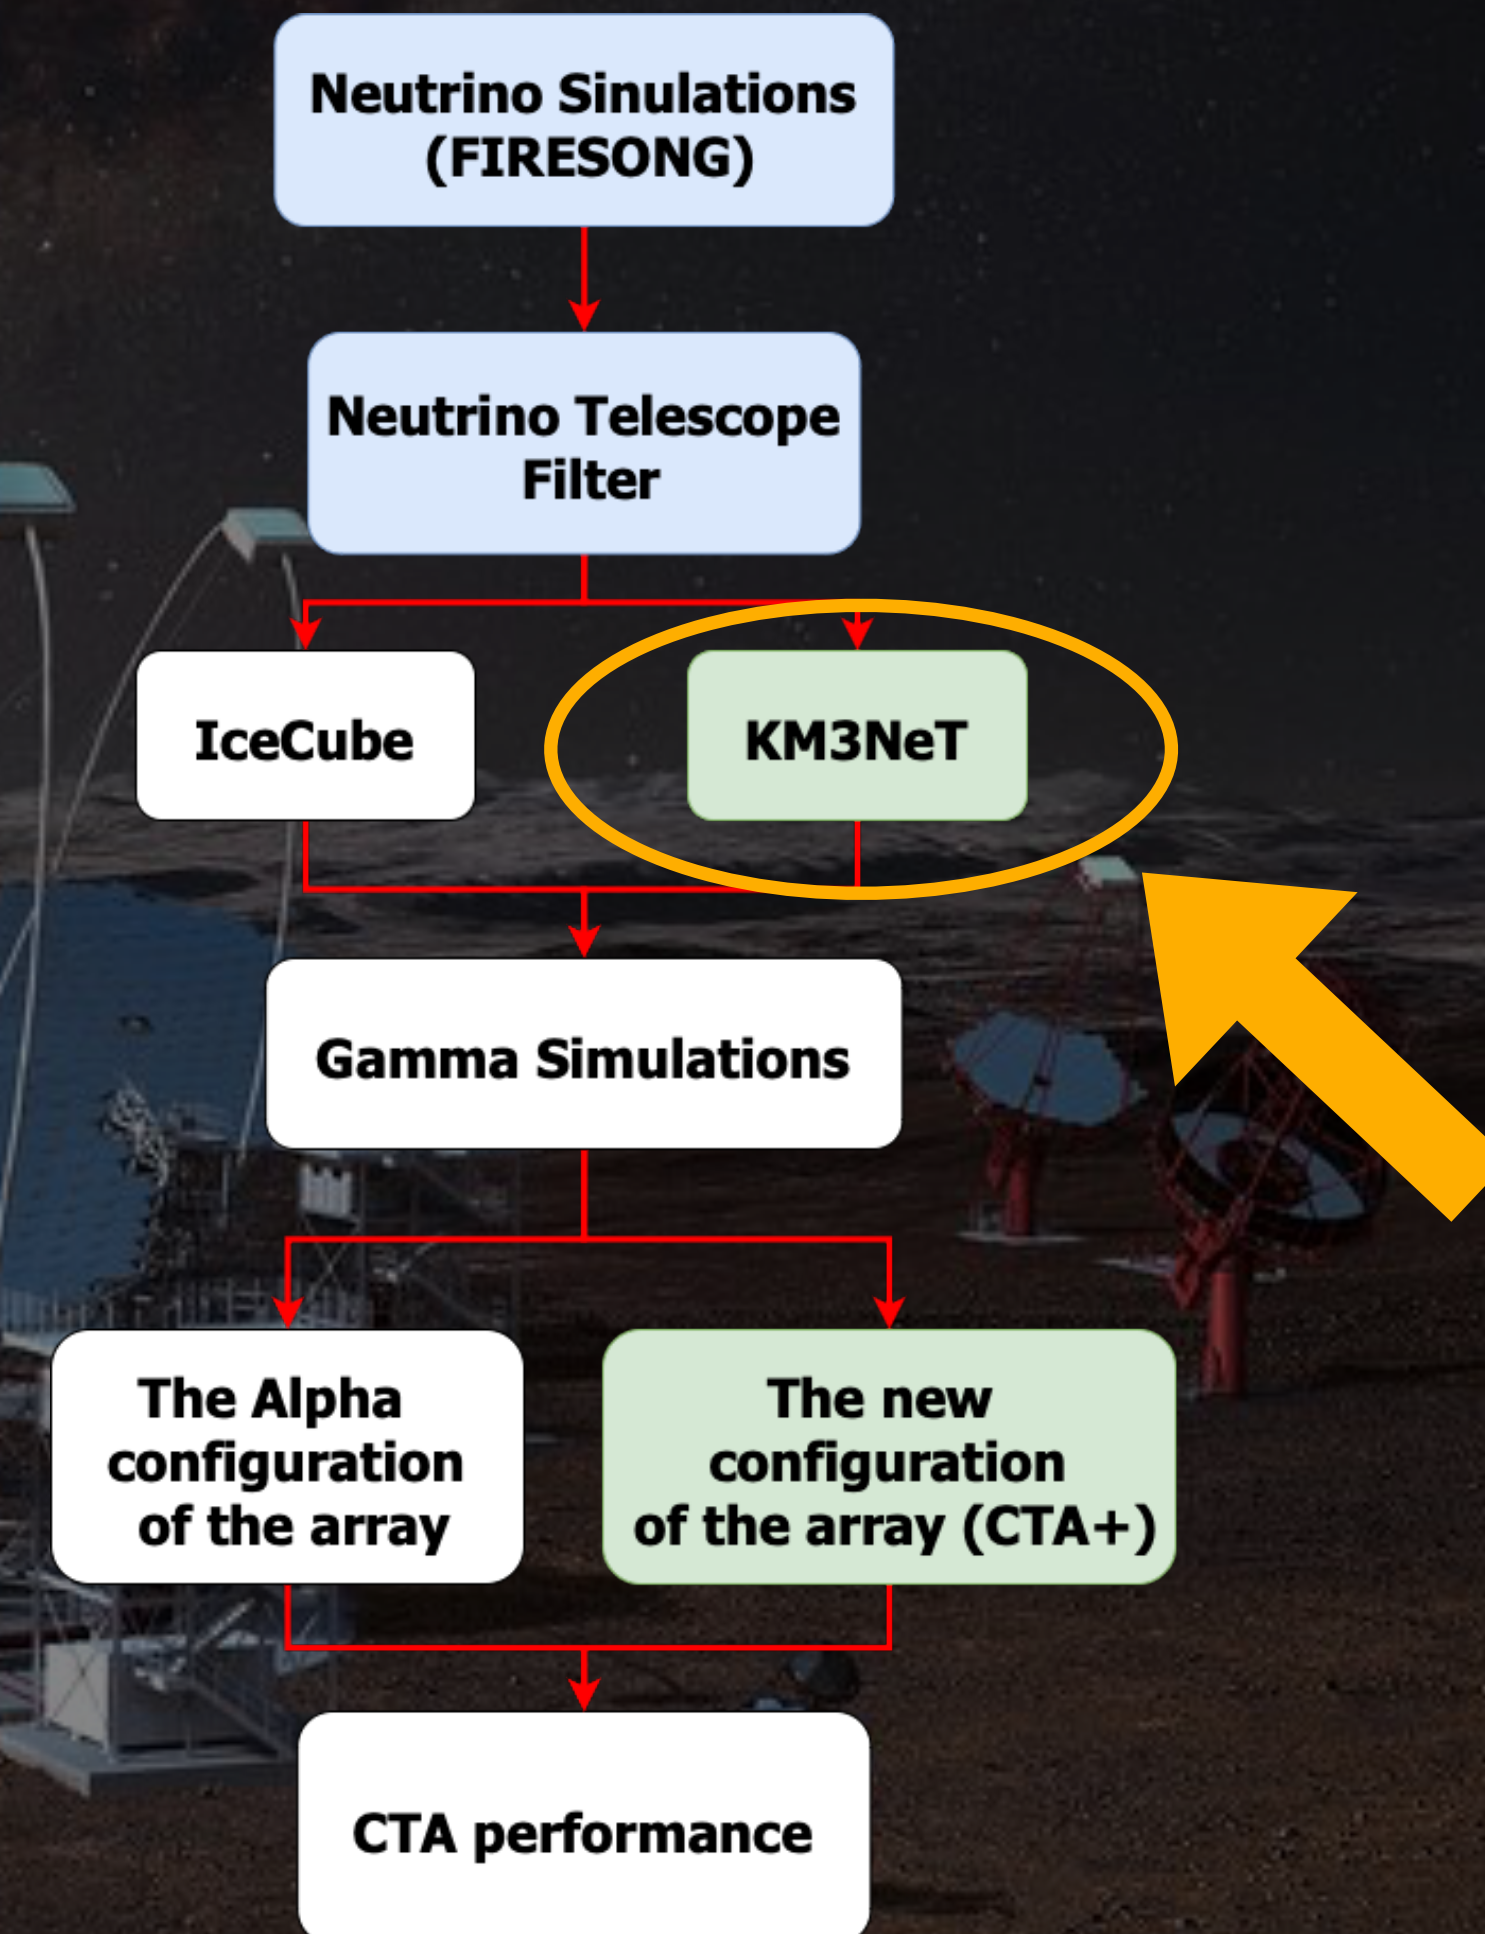 Neutrino Sinulations
(FIRESONG)
Neutrino Telescope
Filter
IceCube
KM3NeT
Gamma Simulations
The Alpha
configuration
of the array
The new
configuration
of the array (CTA+)
CTA performance